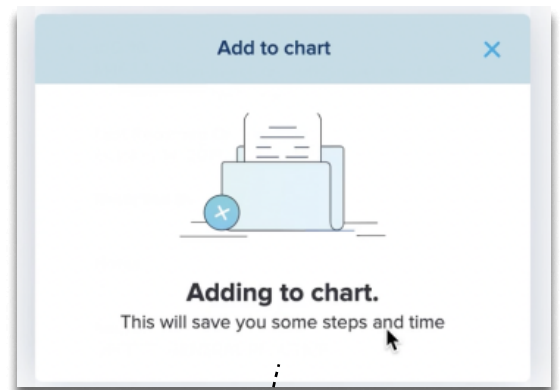 Add to chart
Adding to chart.
This will save you some steps and time